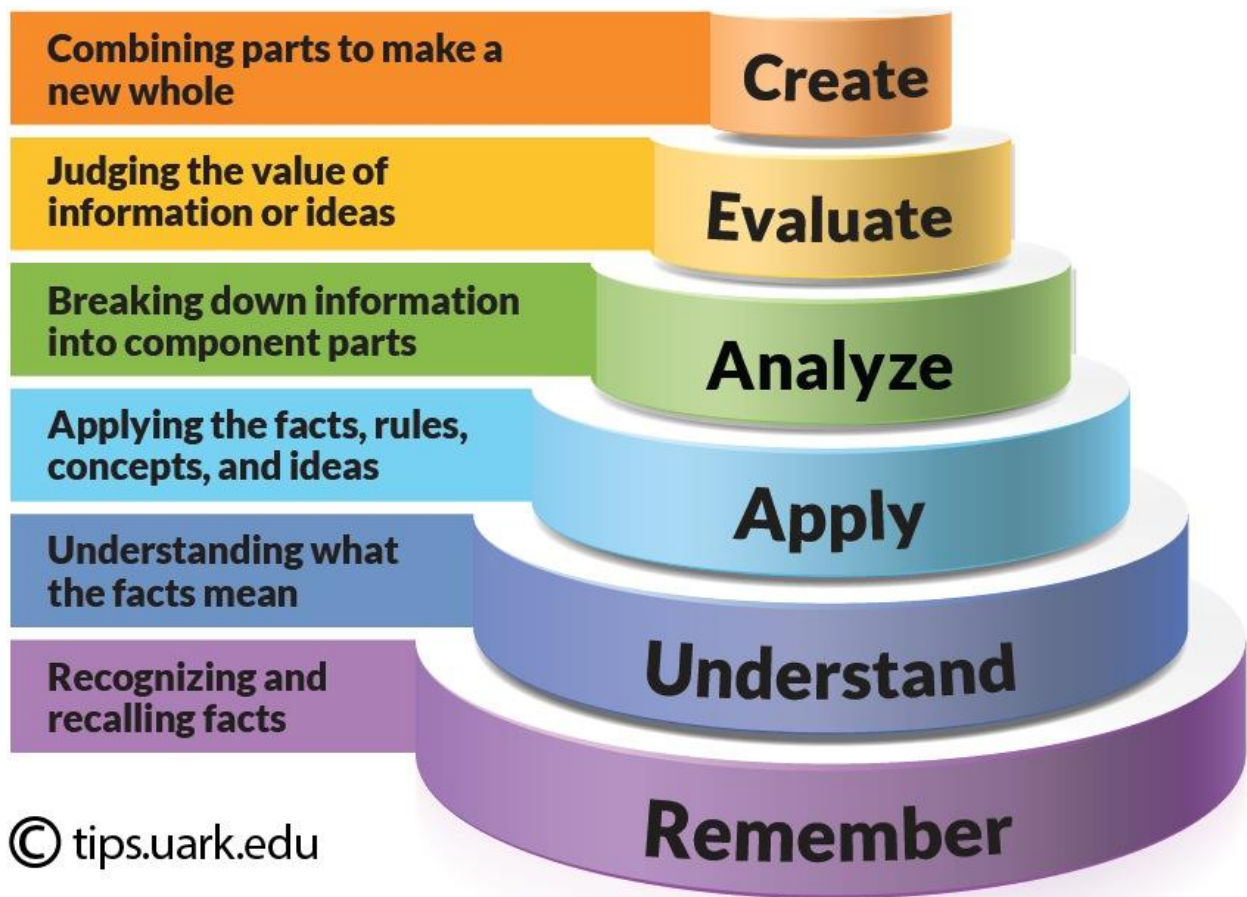 Combining parts to make a
new whole
Create
Judging the value of
information or ideas
Evaluate
Breaking down information
into component parts
Analyze
Applying the facts, rules,
concepts, and ideas
Apply
Understanding what
the facts mean
Understand
Recognizing and
recalling facts
Remember
© tips.uark.edu